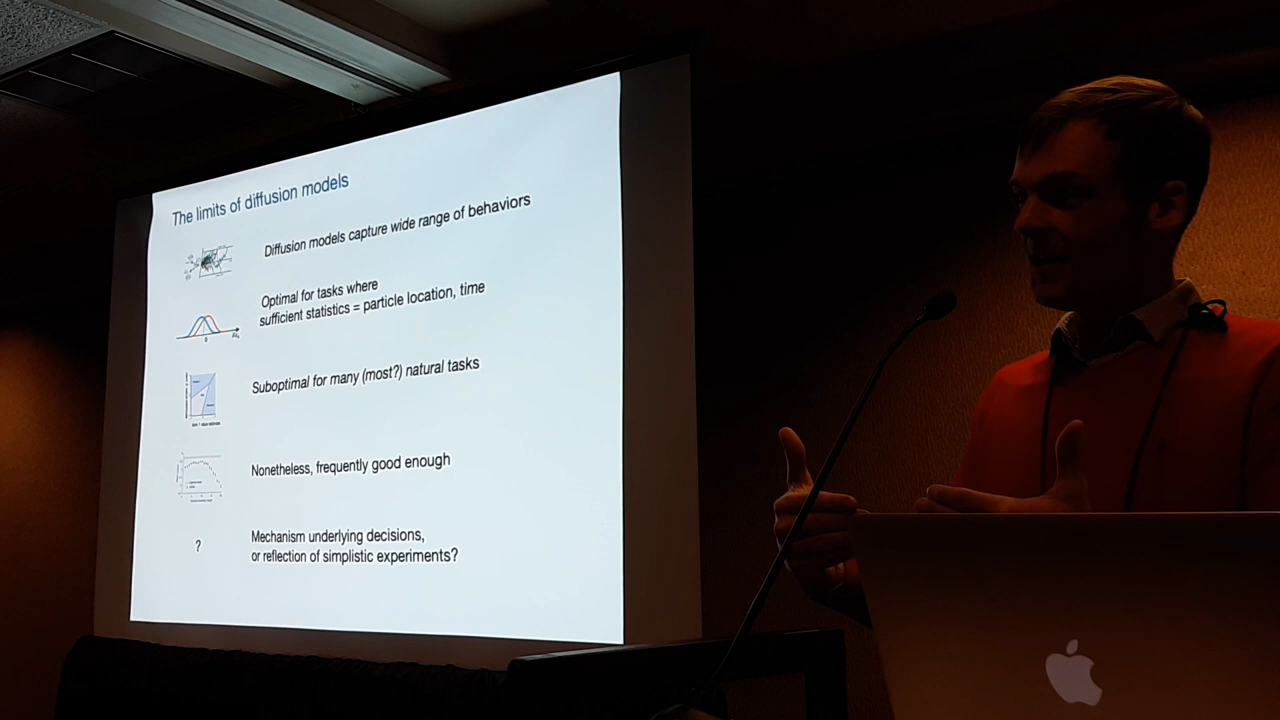 The limits of diffusion models
Diffusion models capture wide range of behaviors
Optimal for tasks where
sufficient statistics = particle location, time
0
Suboptimal for many (most?) natural tasks
Nonetheless, frequently good enough
?
Mechanism underlying decisions,
or reflection of simplistic experiments?